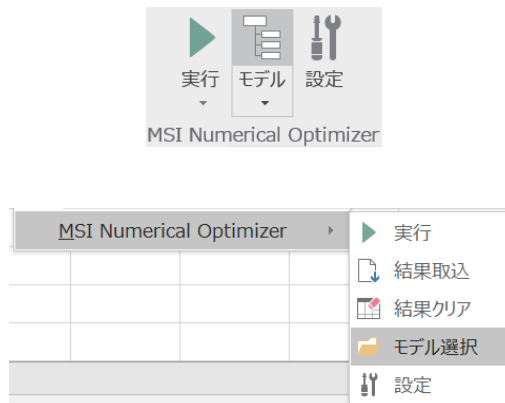 実行 モデル 設定
MSI Numerical Optimizer
MSI Numerical Optimizer
実行
結果取込
結果クリア
モデル選択
設定